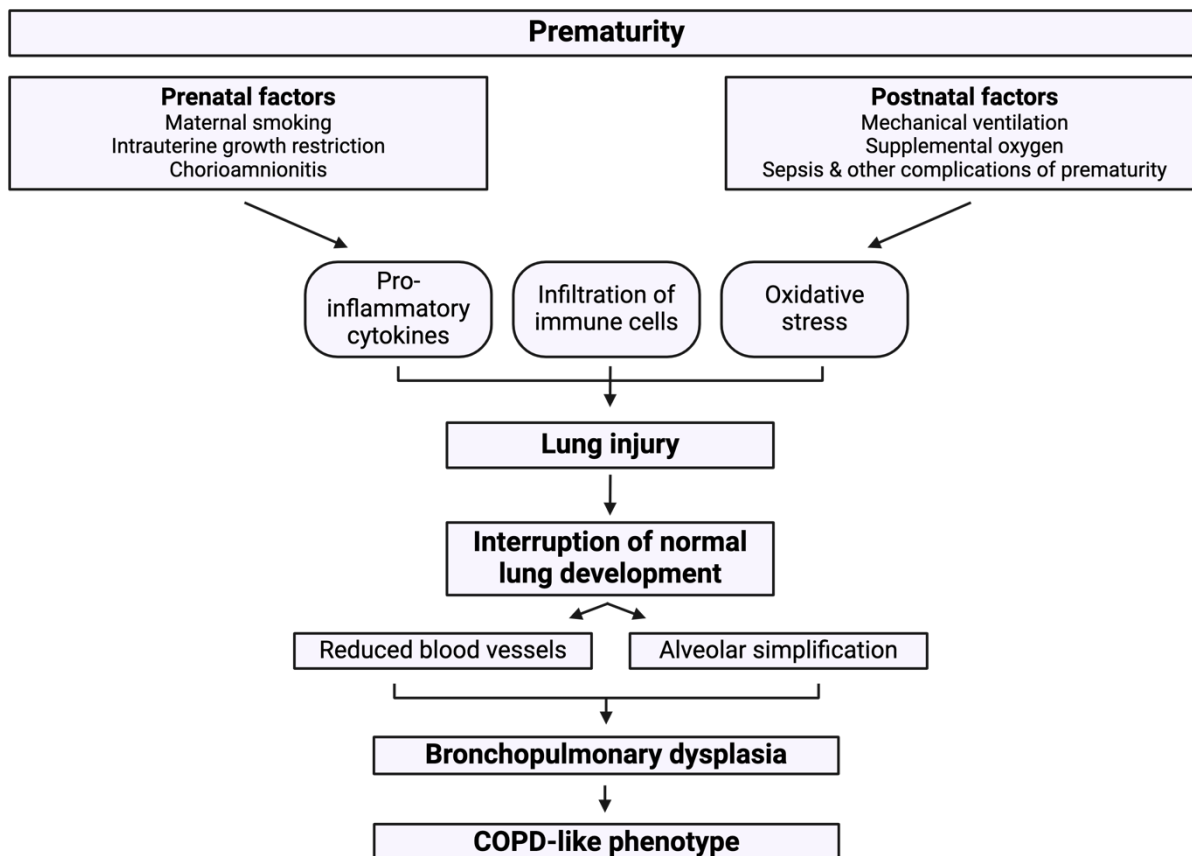 Prematurity
Prenatal factors
Maternal smoking
Intrauterine growth restriction
Chorioamnionitis
Postnatal factors
Mechanical ventilation
Supplemental oxygen
Sepsis & other complications of prematurity
Pro-
inflammatory
cytokines
Infiltration of
immune cells
Oxidative
stress
Lung injury
Interruption of normal
lung development
Reduced blood vessels
Alveolar simplification
Bronchopulmonary dysplasia
COPD-like phenotype